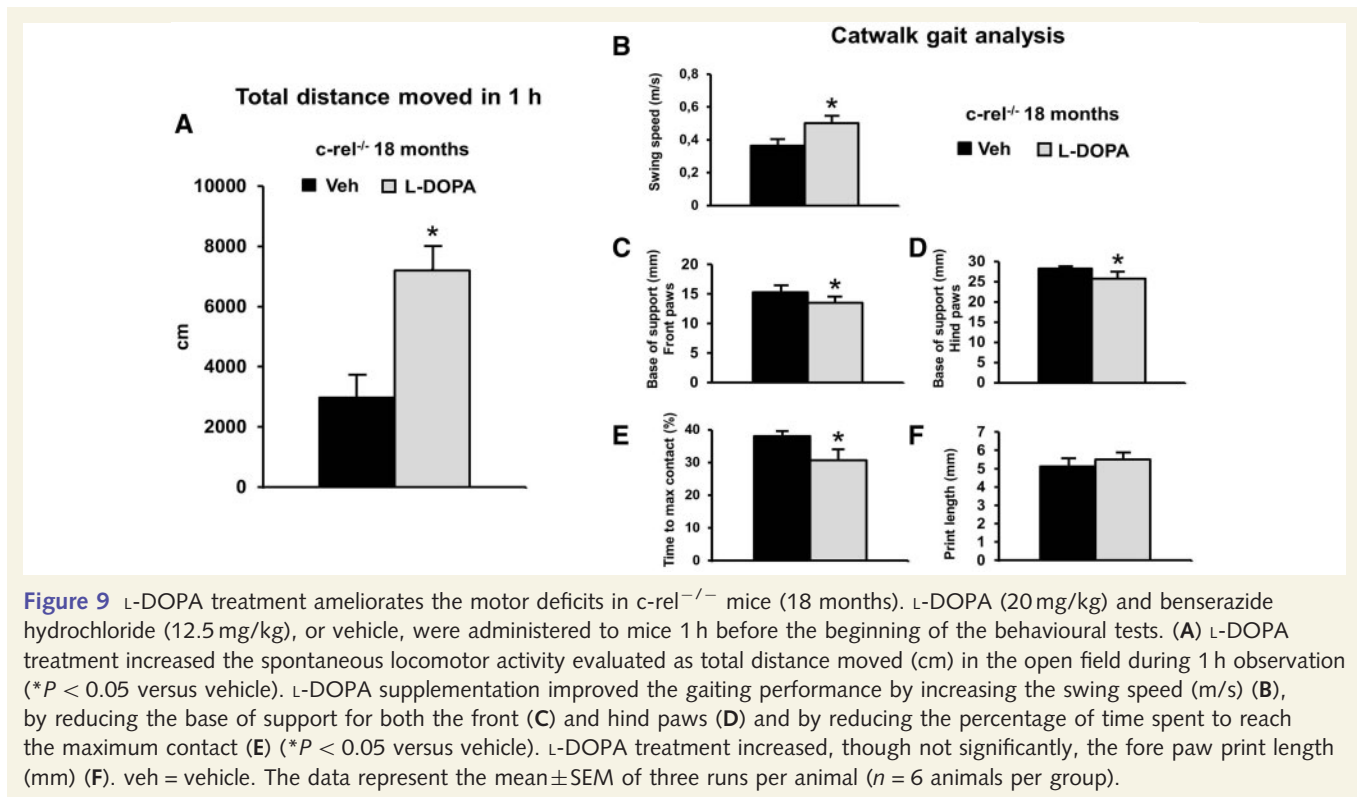 Total distance moved in 1 h
A
c-rel-/- 18 months
Veh L-DOPA
10000
8000
6000
4000
2000
0
cm
*
Catwalk gait analysis
B
Swing speed (m/s)
0,8
0,6
0,4
0,2
0
*
c-rel-/- 18 months
Veh L-DOPA
C
Base of support (mm)
Front paws
20
15
10
5
0
*
D
Base of support (mm)
Hind paws
30
25
20
15
10
5
0
*
E
Time to max contact (%)
40
30
20
10
0
*
F
Print length (mm)
7
6
5
4
3
2
1
0
Figure 9 L-DOPA treatment ameliorates the motor deficits in c-rel−/− mice (18 months). L-DOPA (20 mg/kg) and benserazide
hydrochloride (12.5 mg/kg), or vehicle, were administered to mice 1 h before the beginning of the behavioural tests. (A) L-DOPA
treatment increased the spontaneous locomotor activity evaluated as total distance moved (cm) in the open field during 1 h observation
(*P < 0.05 versus vehicle). L-DOPA supplementation improved the gaiting performance by increasing the swing speed (m/s) (B),
by reducing the base of support for both the front (C) and hind paws (D) and by reducing the percentage of time spent to reach
the maximum contact (E) (*P < 0.05 versus vehicle). L-DOPA treatment increased, though not significantly, the fore paw print length
(mm) (F). veh = vehicle. The data represent the mean ± SEM of three runs per animal (n = 6 animals per group).